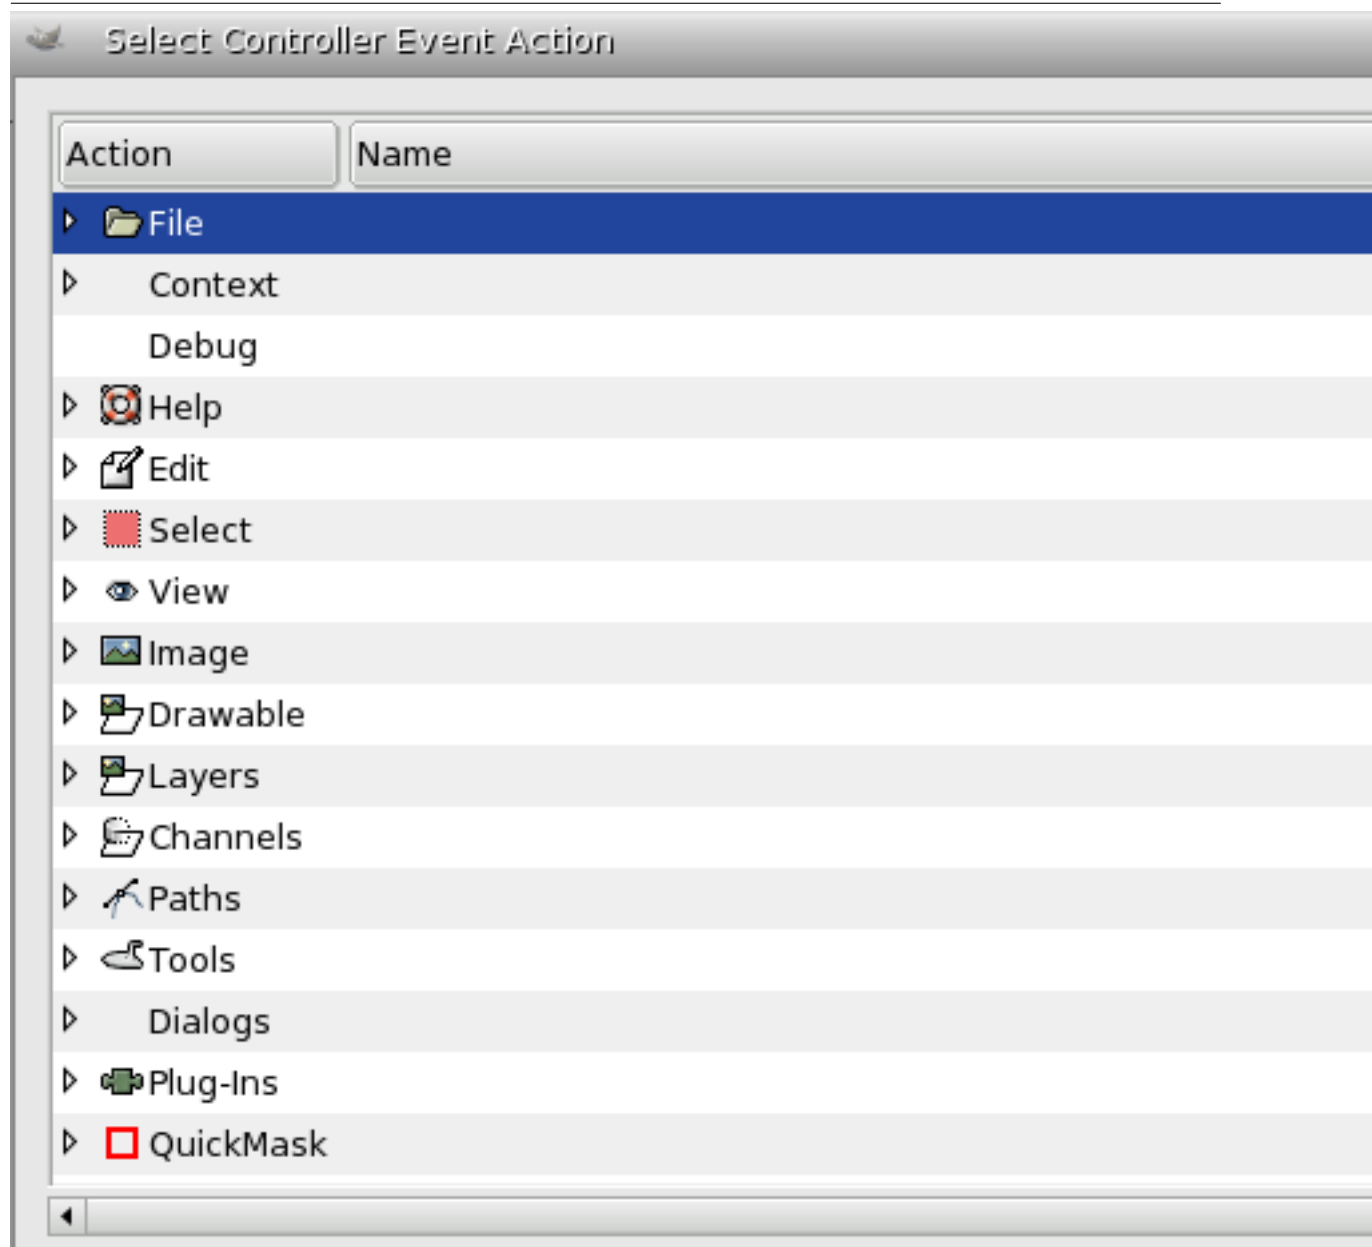 Select Controller Event Action
Action Name
File
Context
Debug
Help
Edit
Select
View
Image
Drawable
Layers
Channels
Paths
Tools
Dialogs
Plug-Ins
QuickMask